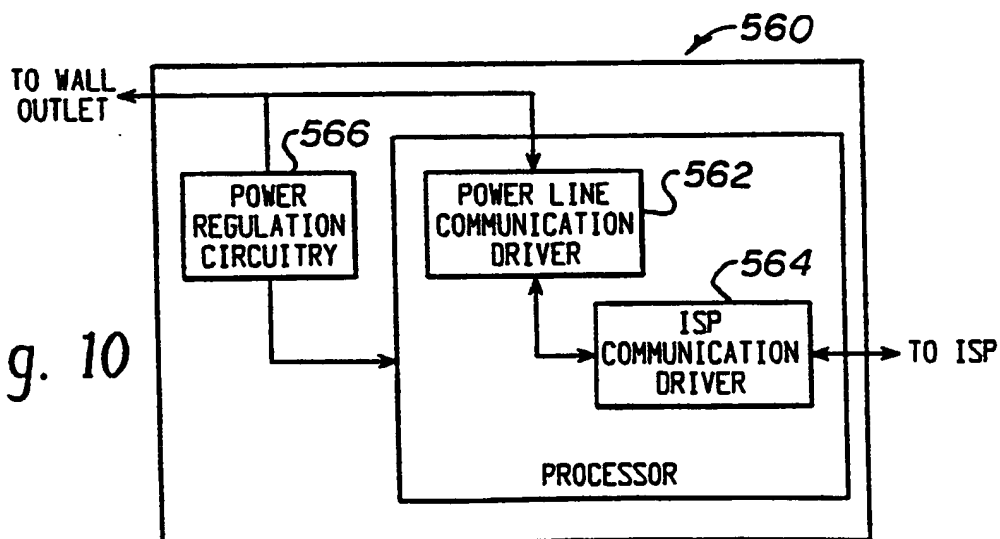 560
TO WALL
OUTLET
566
POWER
REGULATION
CIRCUITRY
POWER LINE
COMMUNICATION
DRIVER
562
564
ISP
COMMUNICATION
DRIVER
TO ISP
g. 10
PROCESSOR